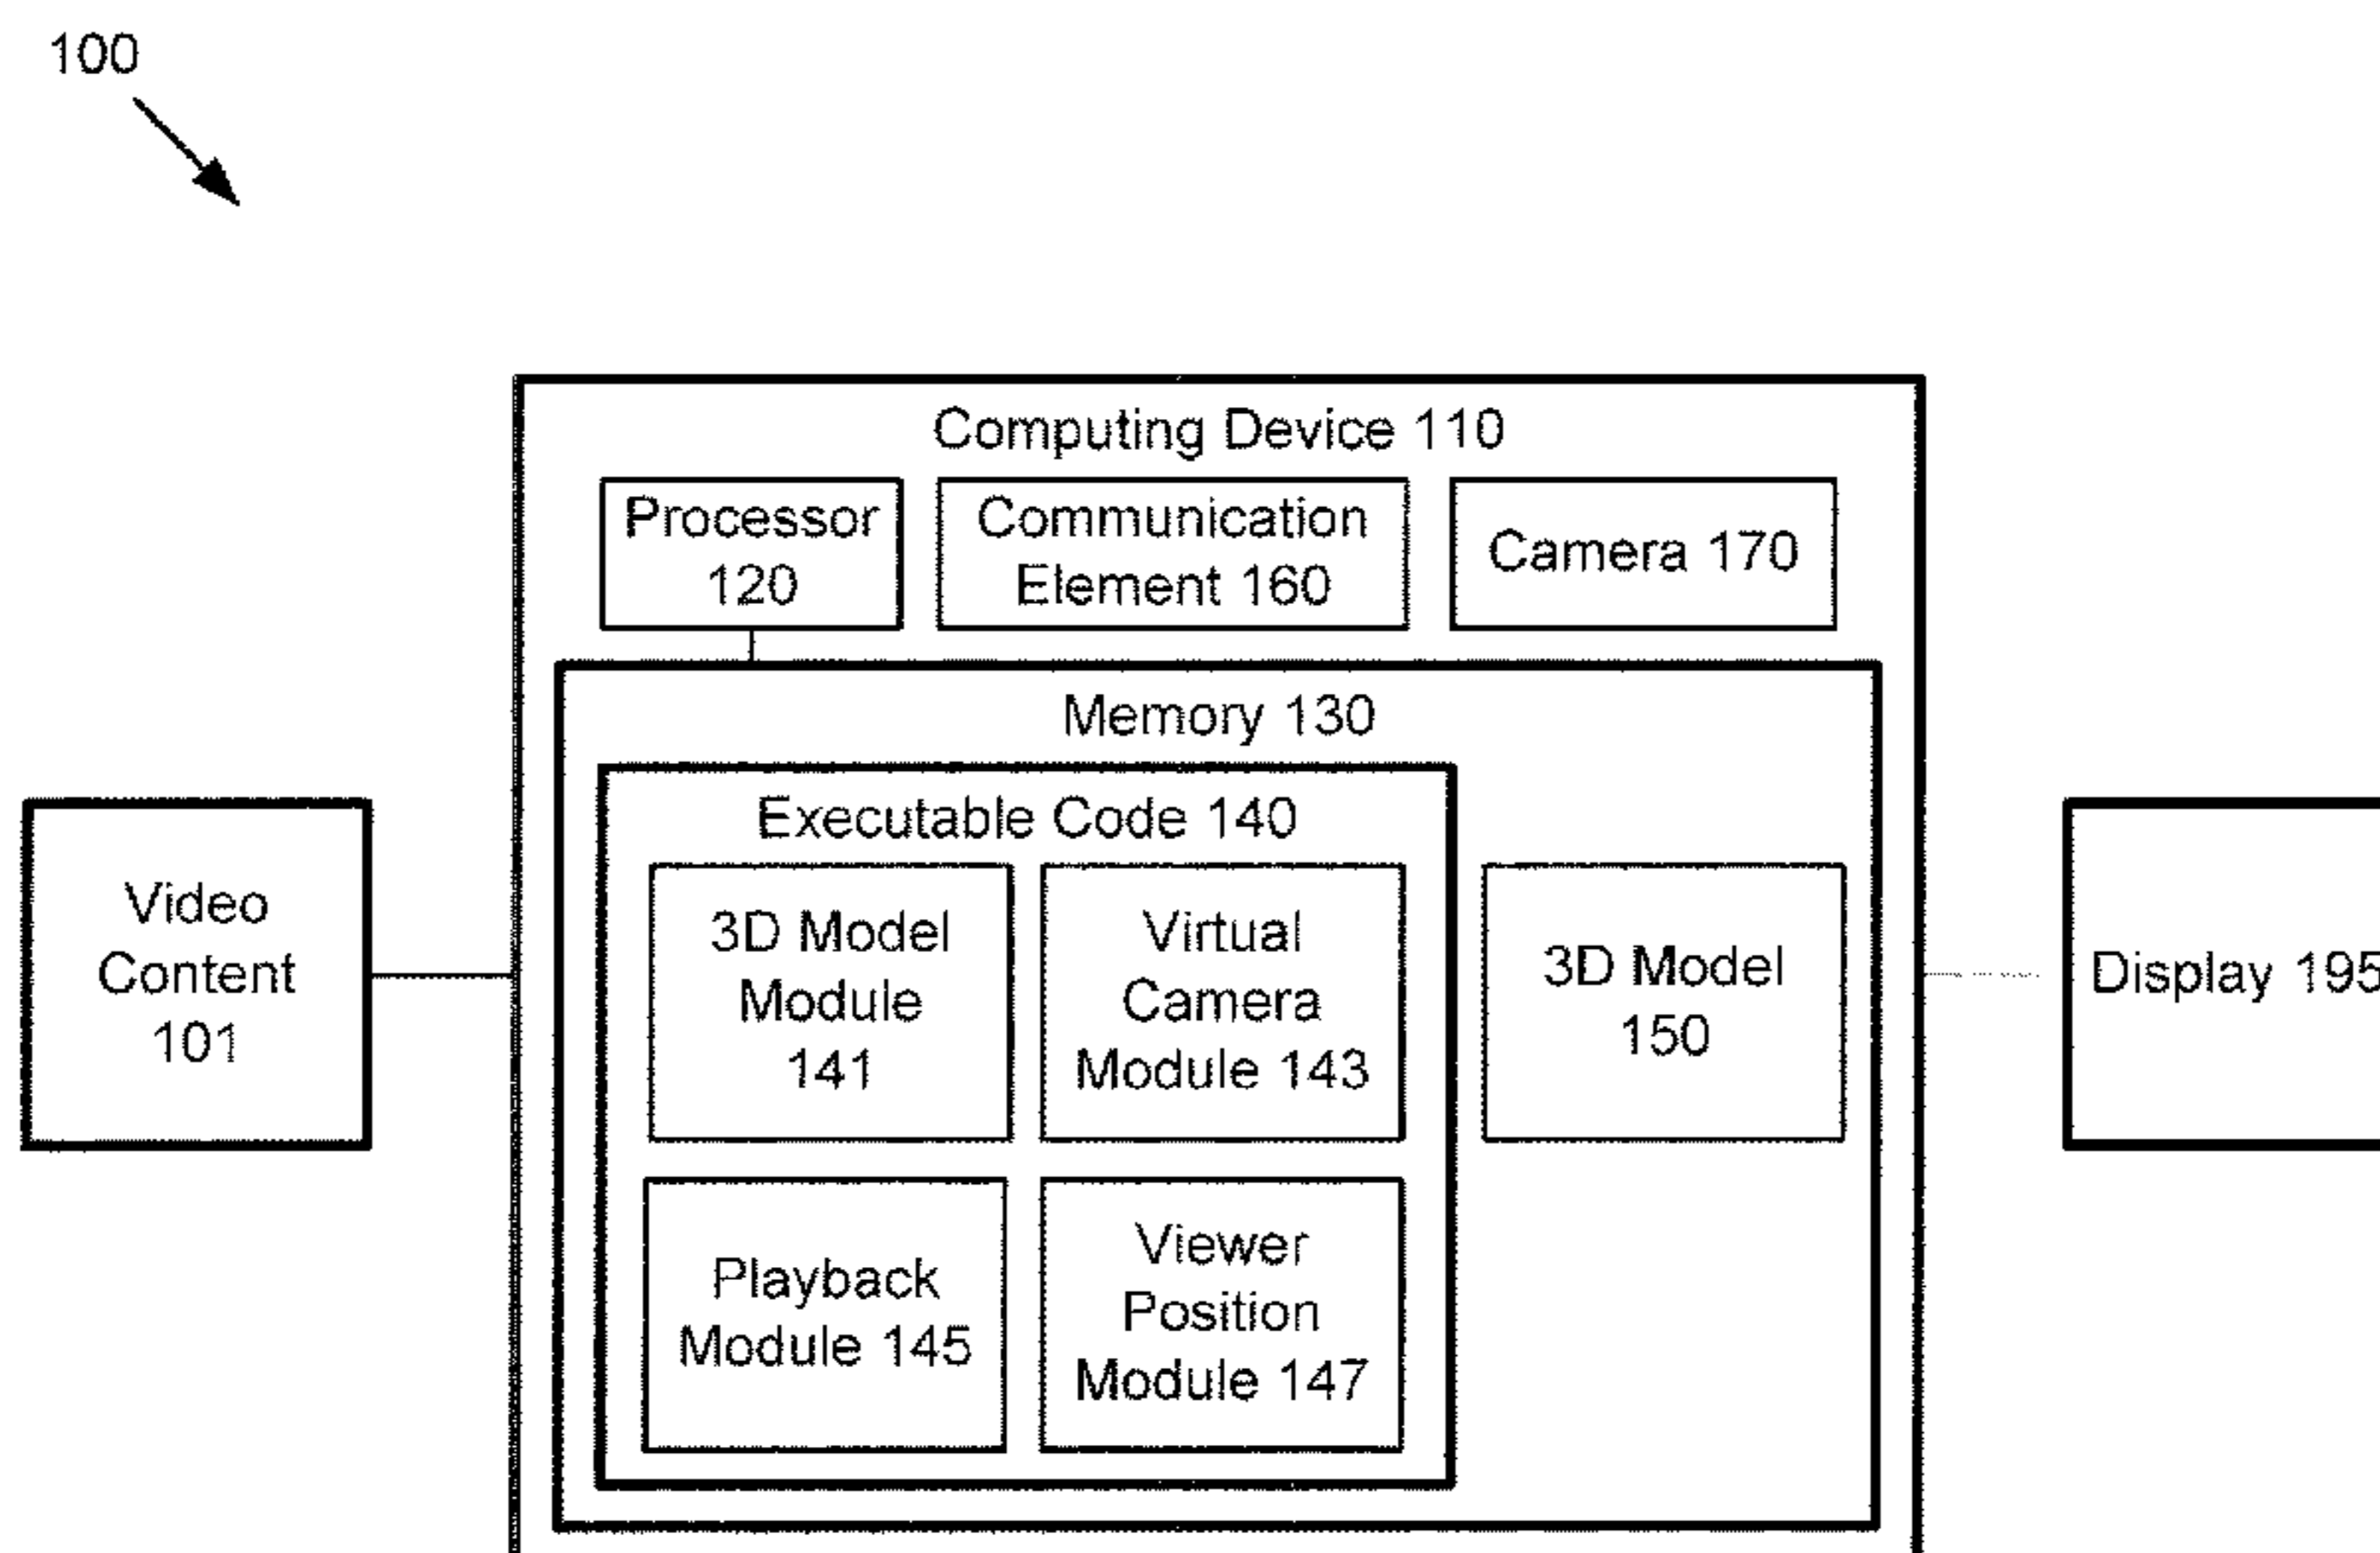 100
Computing Device 110
Processor
120
Communication
Element 160
Camera 170
Memory 130
Executable Code 140
Video
Content
101
3D Model
Module
141
Virtual
Camera
Module 143
3D Model
150
Display 195
Playback
Module 145
Viewer
Position
Module 147